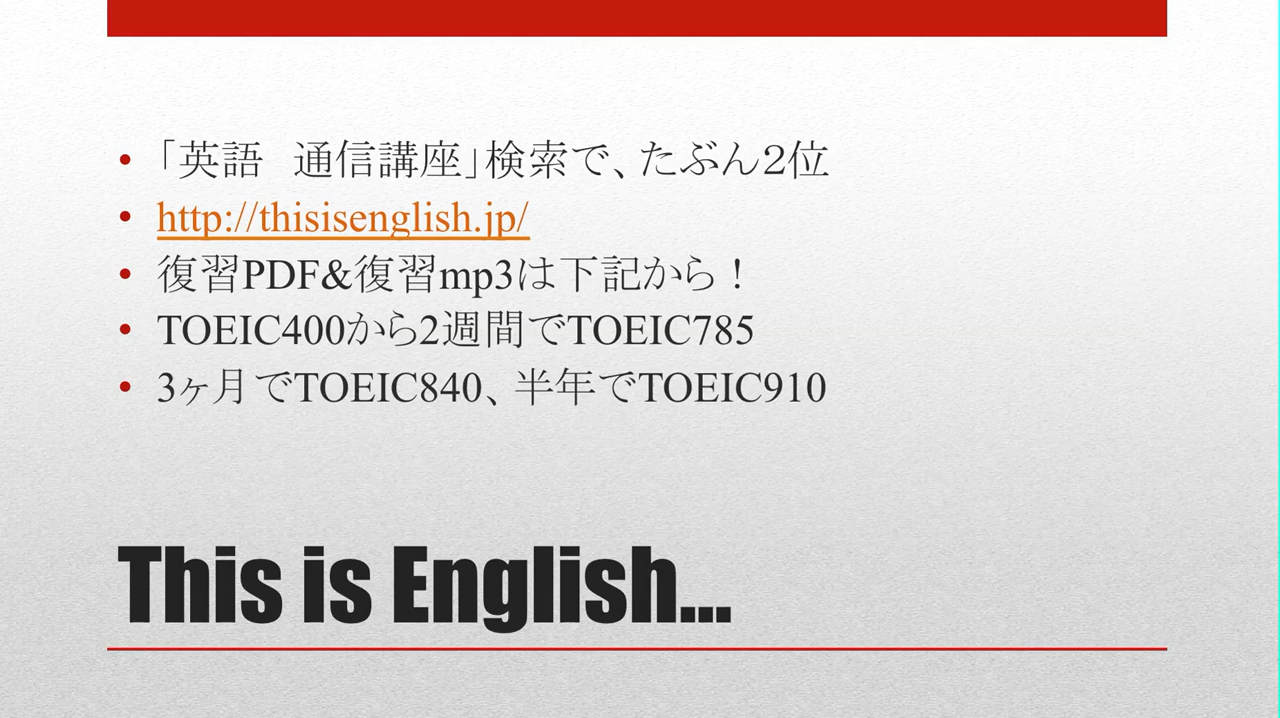 「英語　通信講座」検索で、たぶん２位
http://thisisenglish.jp/
復習PDF&復習mp3は下記から！
TOEIC400から2週間でTOEIC785
3ヶ月でTOEIC840、半年でTOEIC910
This is English...